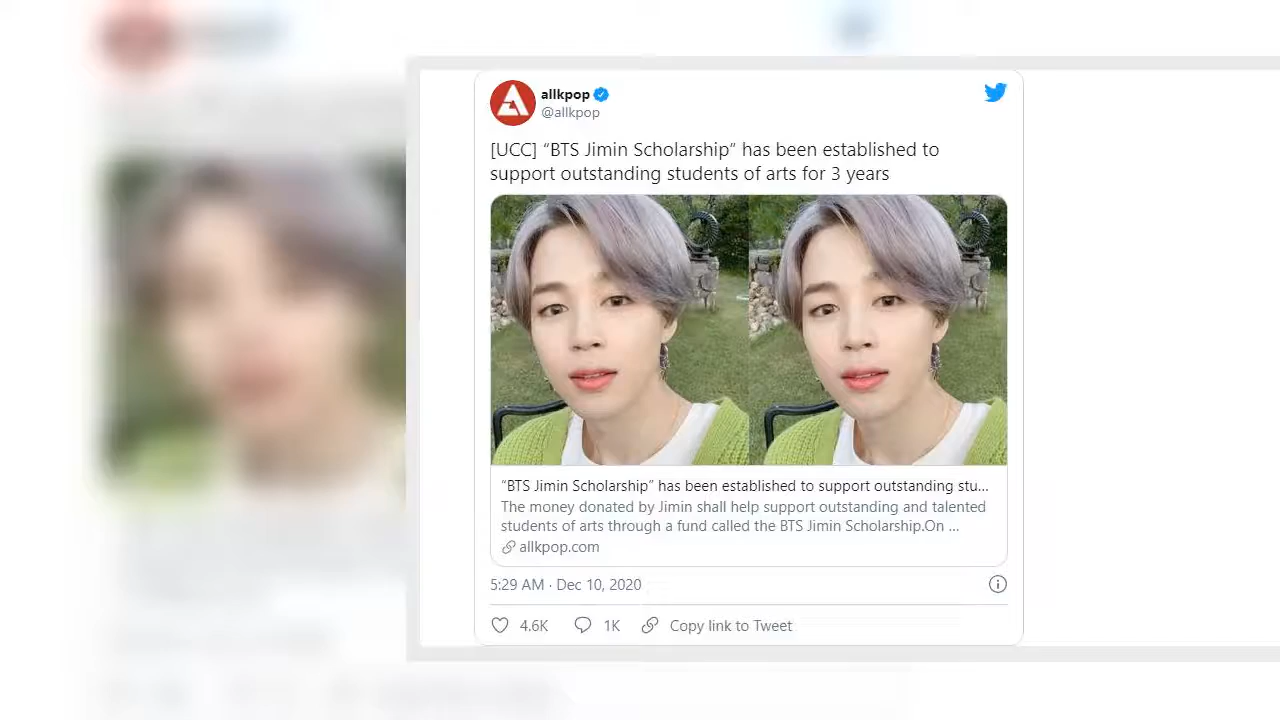 allkpop
@allkpop
[UCC] “BTS Jimin Scholarship” has been established to
support outstanding students of arts for 3 years
“BTS Jimin Scholarship” has been established to support outstanding stu...
The money donated by Jimin shall help support outstanding and talented
students of arts through a fund called the BTS Jimin Scholarship.On ...
allkpop.com
5:29 AM · Dec 10, 2020
4.6K 1K Copy link to Tweet